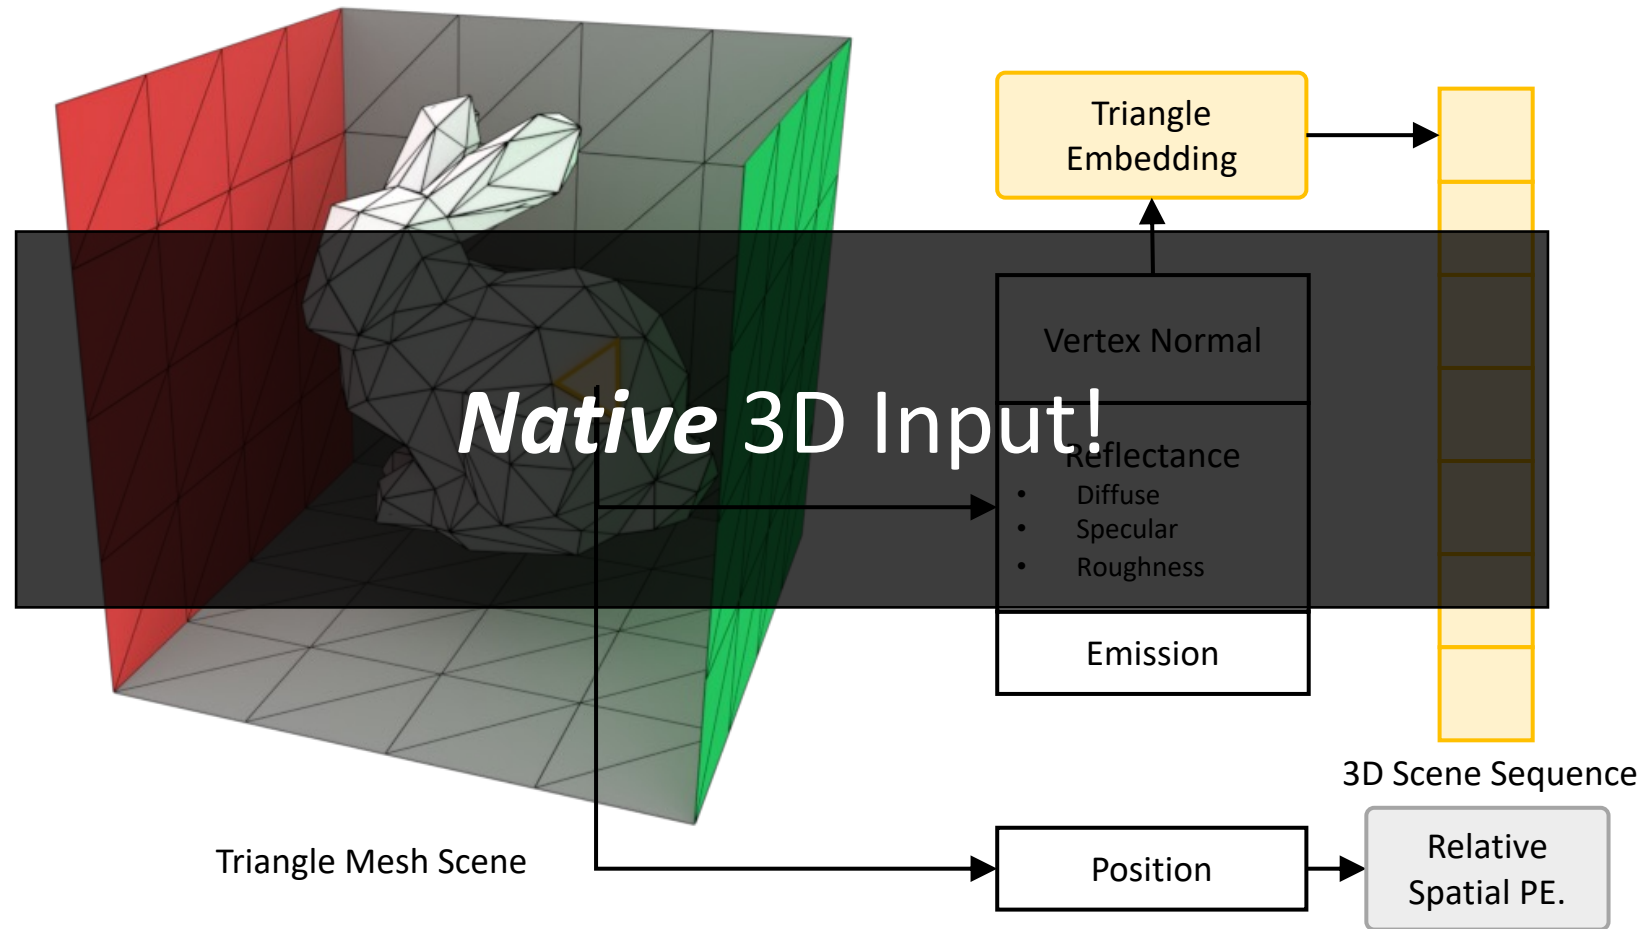 Triangle
Embedding
Vertex Normal
Native 3D Input!
Reflectance
• Diffuse
• Specular
• Roughness
Emission
3D Scene Sequence
Triangle Mesh Scene
Position
Relative
Spatial PE.